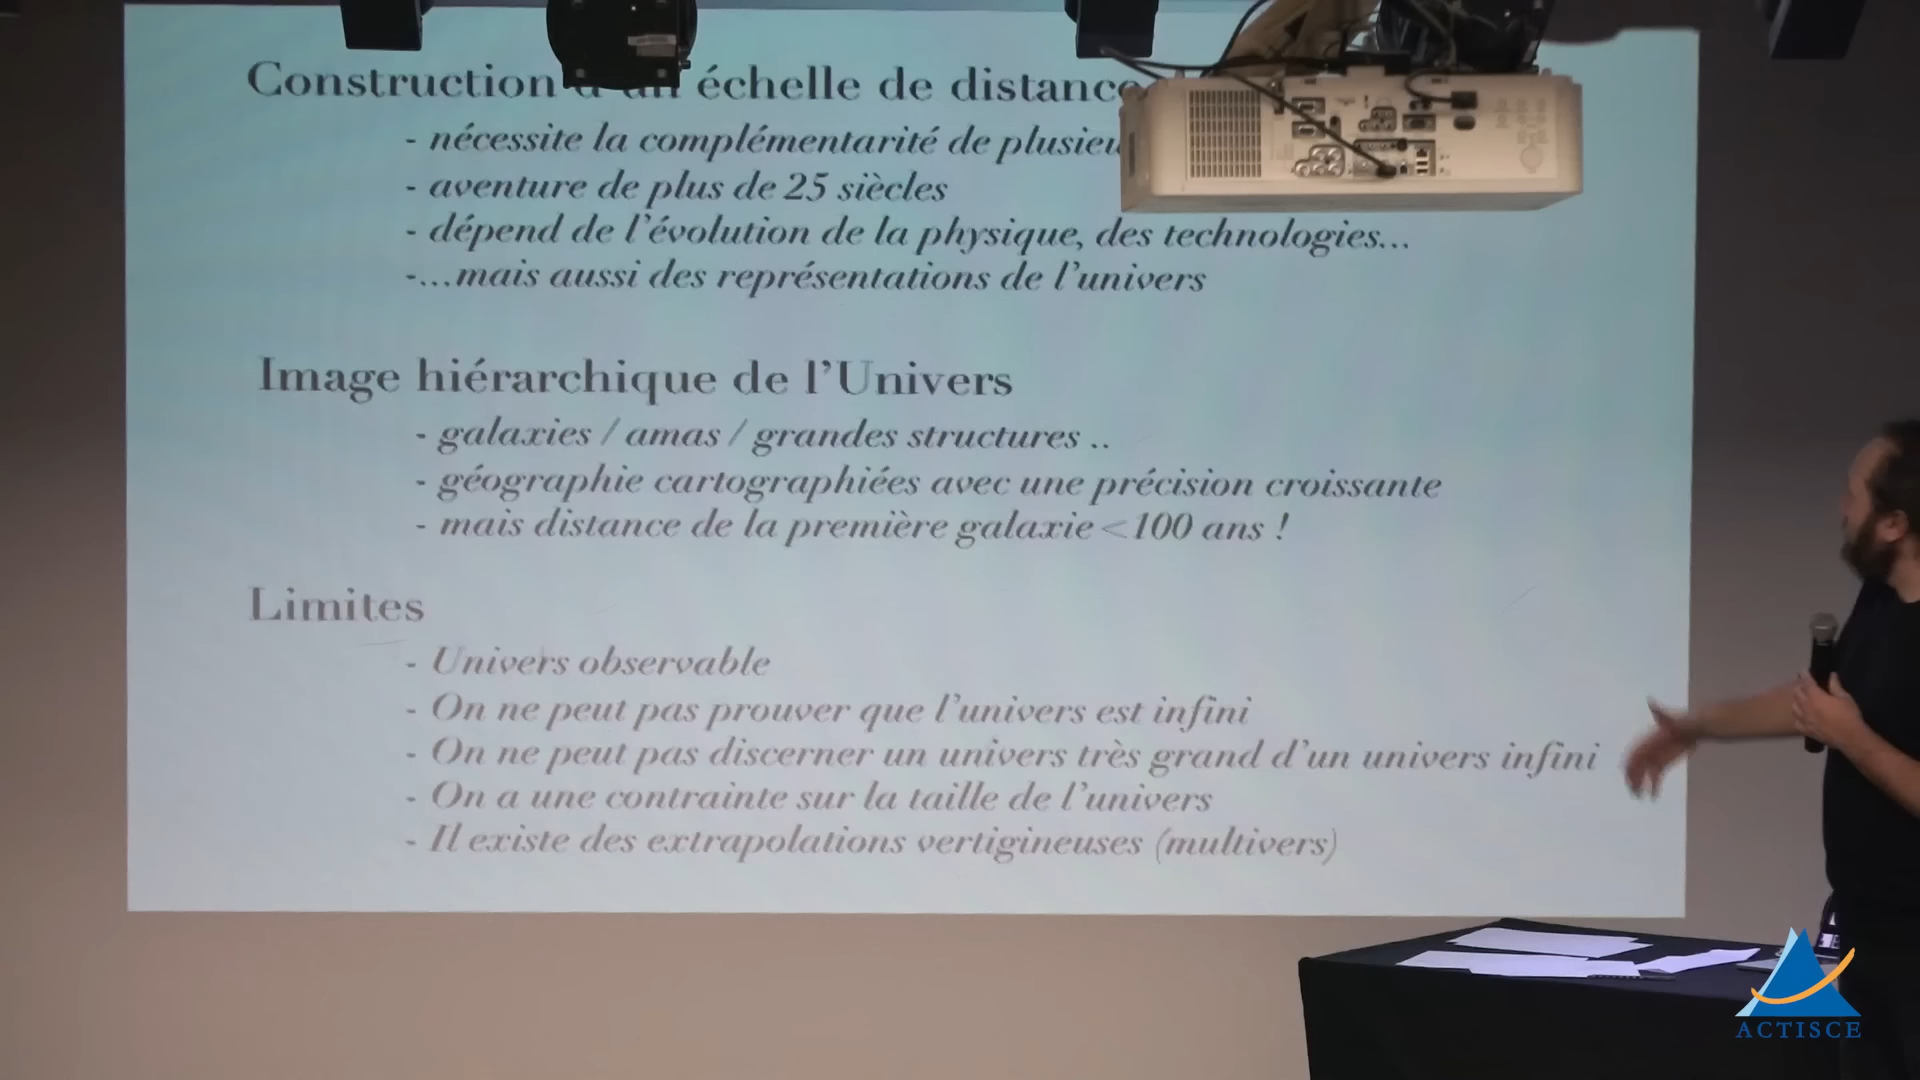 Construction d'un échelle de distance
- nécessite la complémentarité de
- aventure de plus de 25 siècles
- dépend de l'évolution de la physique, des technologies...
-...mais aussi des représentations de l'univers
Image hiérarchique de l'Univers
- galaxies / amas / grandes structures ..
- géographie cartographiées avec une précision croissante
- mais distance de la première galaxie < 100 ans !
Limites
- Univers observable
- On ne peut pas prouver que l'univers est infini
- On ne peut pas discerner un univers très grand d'un univers infini
- On a une contrainte sur la taille de l'univers
- Il existe des extrapolations vertigineuses (multivers)
ACTISCE